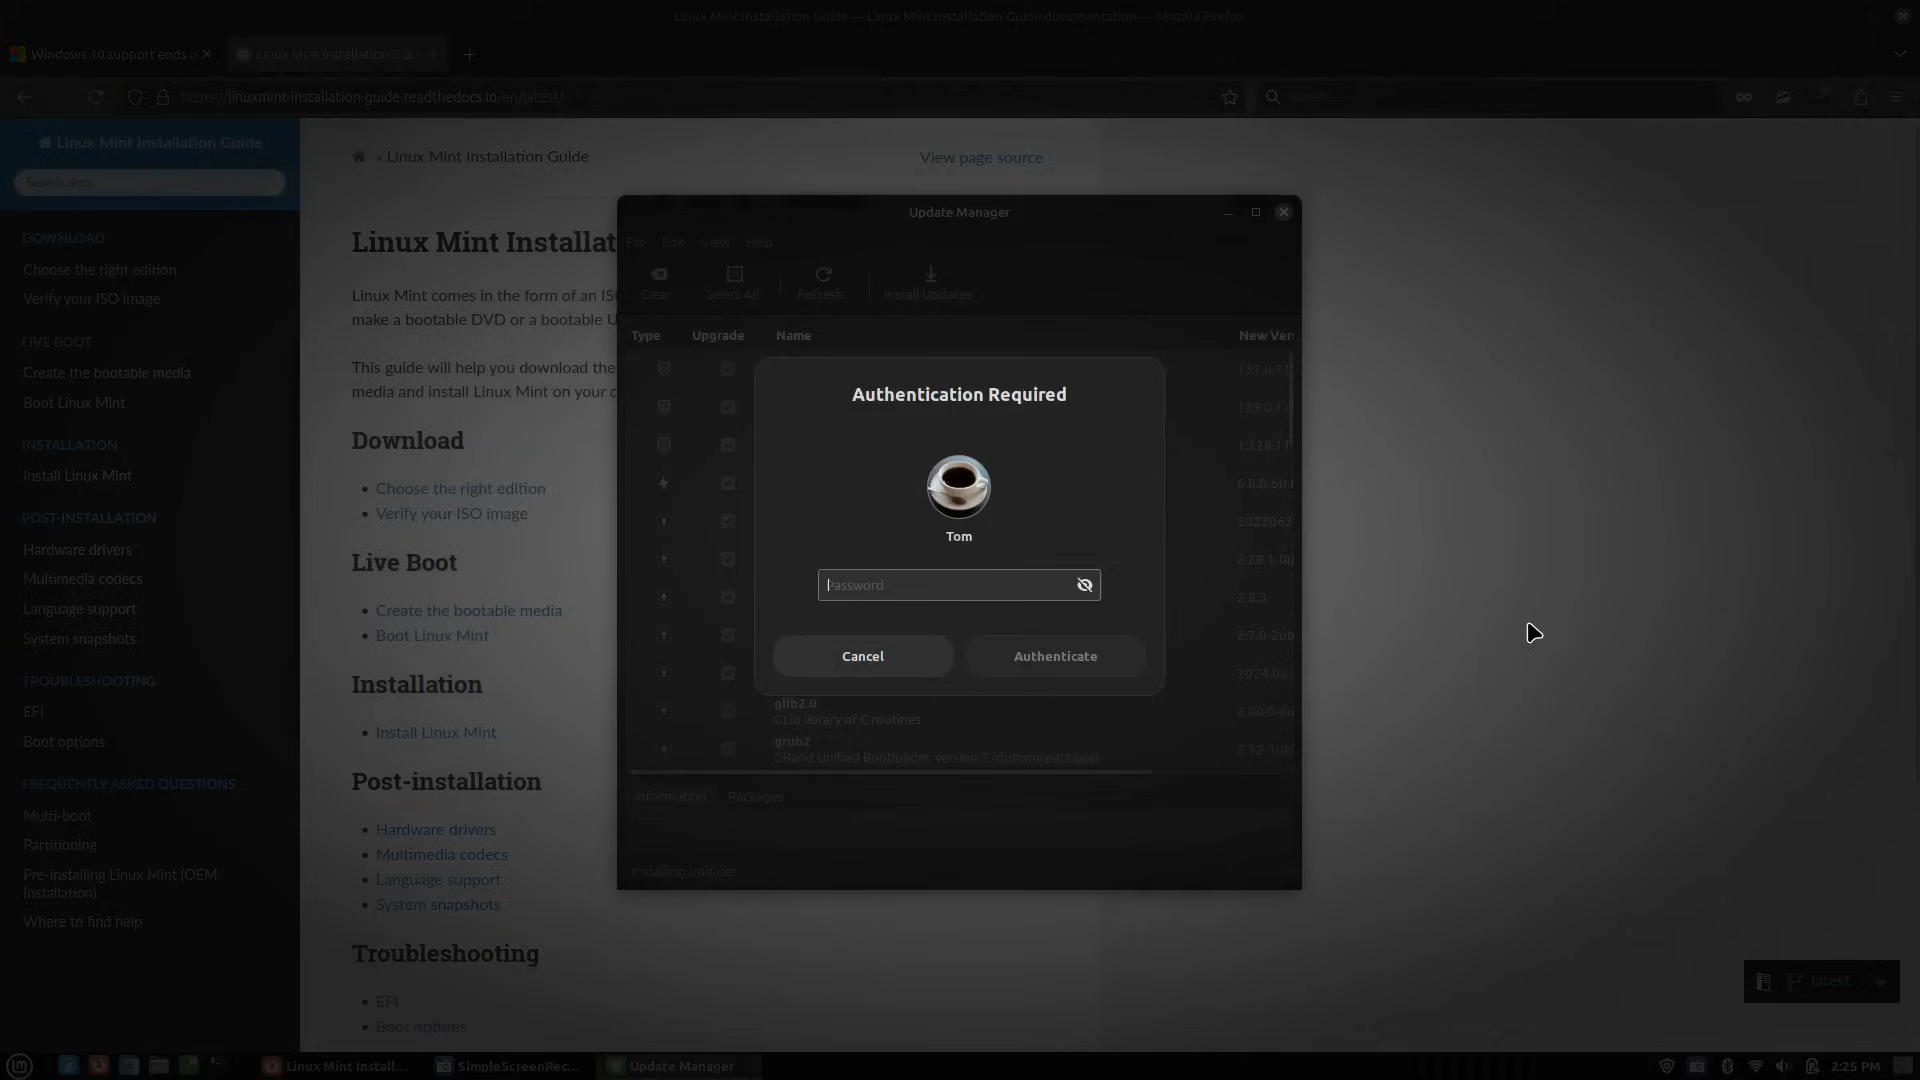 Linux Mint Installation Guide — Linux Mint Installation Guide documentation — Mozilla Firefox
Windows 10 support ends o
Linux Mint Installation Guide
https://linuxmint-installation-guide.readthedocs.io/en/latest/
Linux Mint Installation Guide
Search docs
DOWNLOAD
Choose the right edition
Verify your ISO image
LIVE BOOT
Create the bootable media
Boot Linux Mint
INSTALLATION
Install Linux Mint
POST-INSTALLATION
Hardware drivers
Multimedia codecs
Language support
System snapshots
TROUBLESHOOTING
EFI
Boot options
FREQUENTLY ASKED QUESTIONS
Multi-boot
Partitioning
Pre-installing Linux Mint (OEM
Installation)
Where to find help
» Linux Mint Installation Guide
View page source
Linux Mint Installat
Linux Mint comes in the form of an IS
make a bootable DVD or a bootable U
This guide will help you download the
media and install Linux Mint on your c
Download
• Choose the right edition
• Verify your ISO image
Live Boot
• Create the bootable media
• Boot Linux Mint
Installation
• Install Linux Mint
Post-installation
• Hardware drivers
• Multimedia codecs
• Language support
• System snapshots
Troubleshooting
• EFI
• Boot options
Update Manager
File Edit View Help
Clear Select All Refresh Install Updates
Type Upgrade Name New Ver
Authentication Required
Tom
Password
Cancel Authenticate
2.8.3
glib2.0
GLib library of C routines
grub2
GRand Unified Bootloader, version 2 (dummy package)
Information Packages
Installing updates
latest
Linux Mint Install...
SimpleScreenRec...
Update Manager
2:25 PM